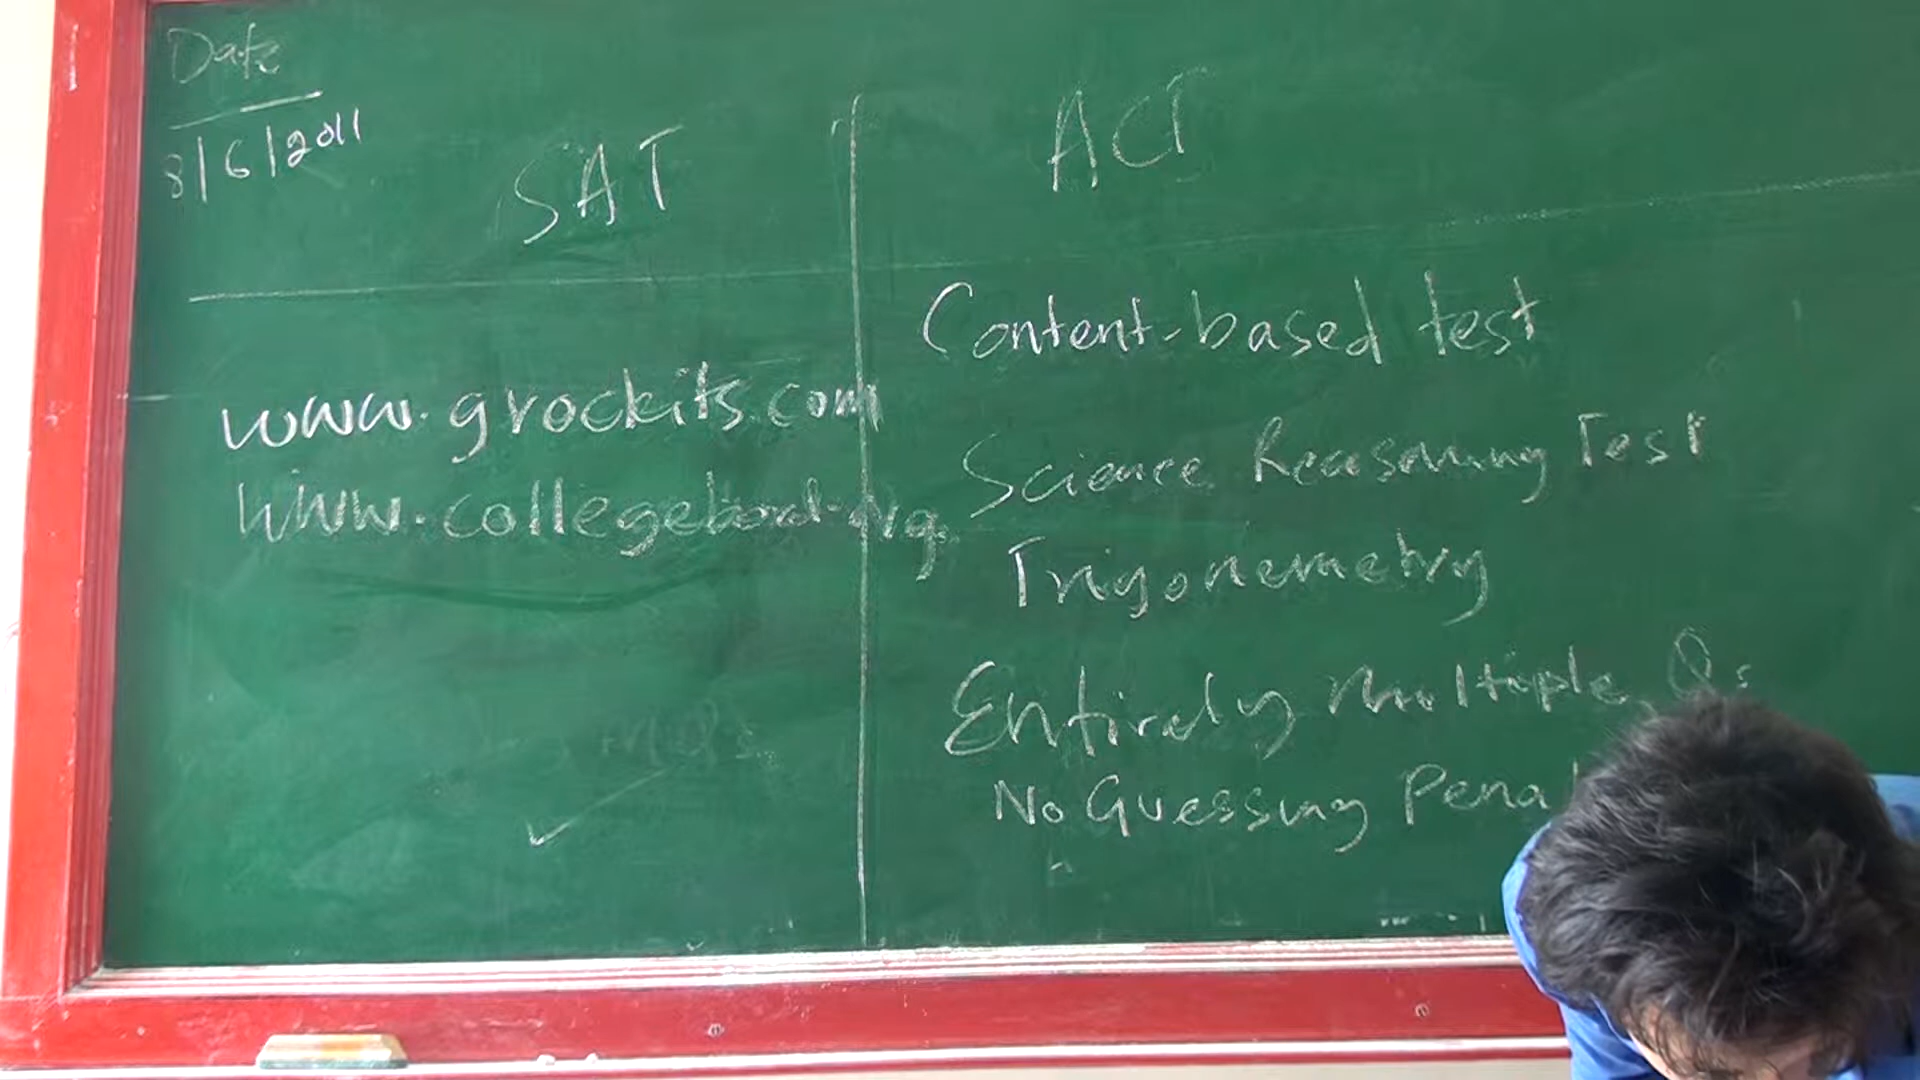 Date
8/6/2011
SAT
ACT
www.grockits.com
www.collegeboard.org
Content-based test
Science Reasoning Test
Trigonometry
Entirely multiple Qs
No Guessing Pena